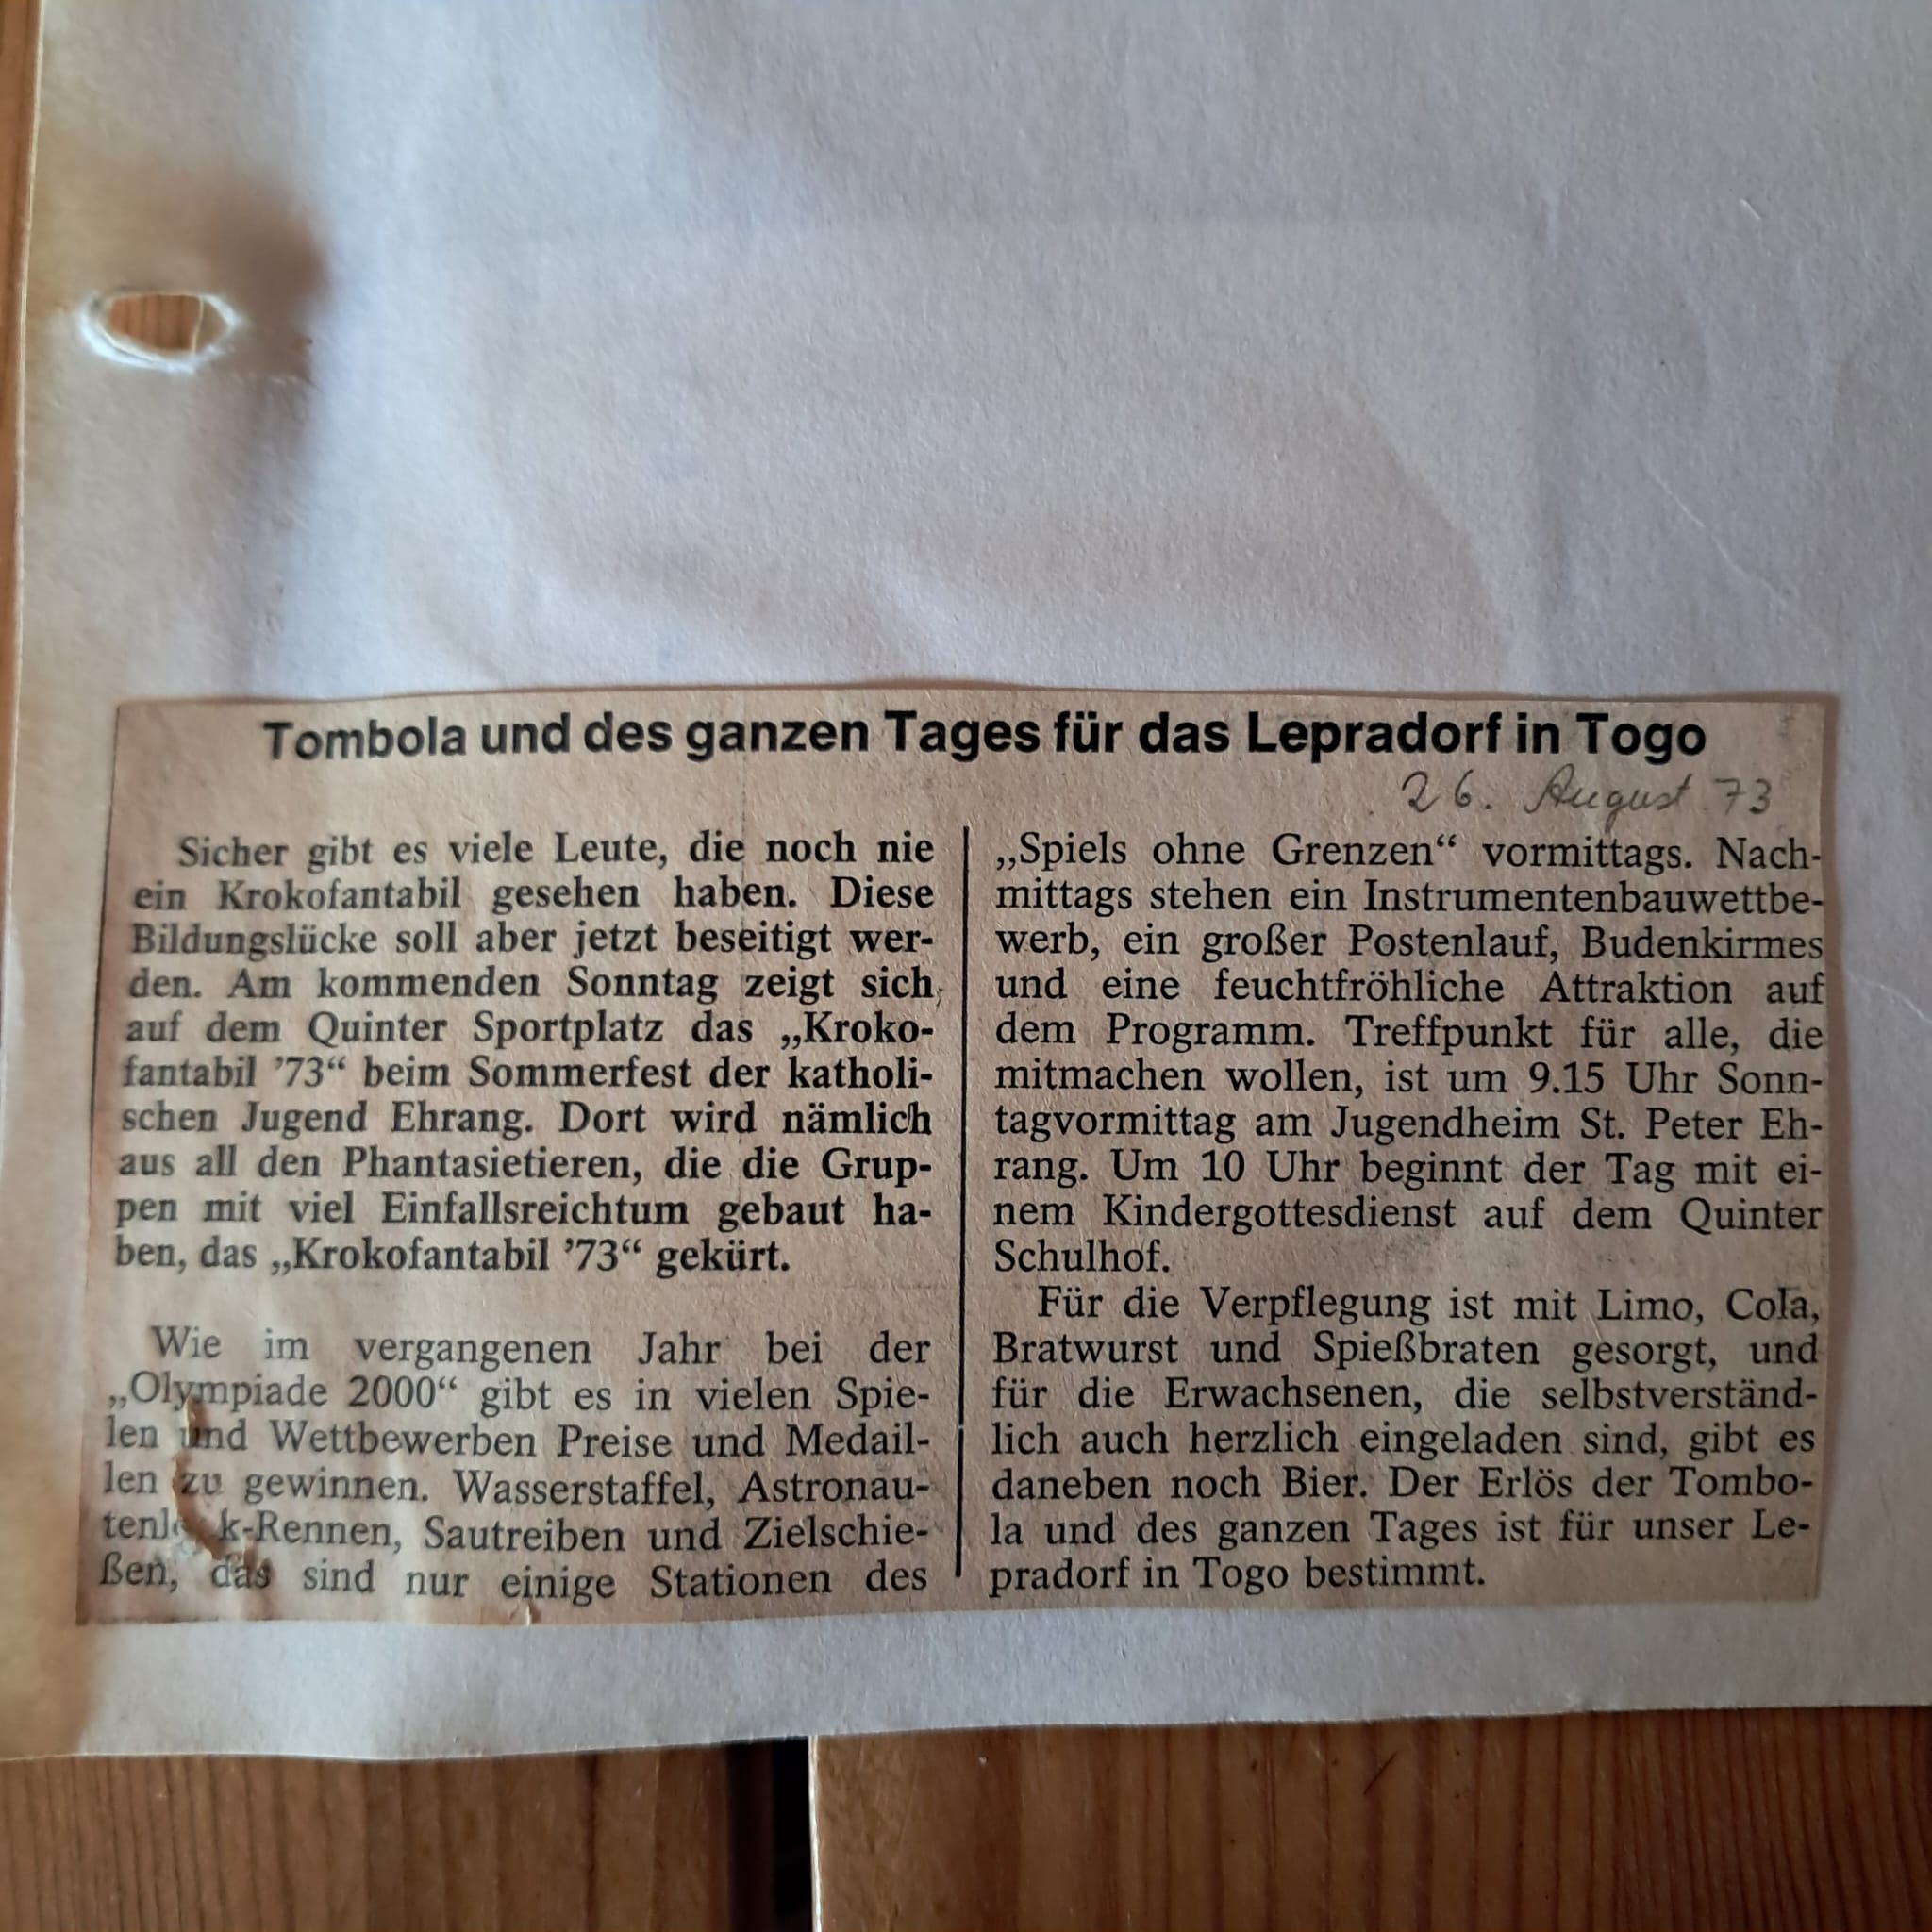 Tombola und des ganzen Tages für das Lepradorf in Togo
26. August 73
Sicher gibt es viele Leute, die noch nie
ein Krokofantabil gesehen haben. Diese
Bildungslücke soll aber jetzt beseitigt wer-
den. Am kommenden Sonntag zeigt sich
auf dem Quinter Sportplatz das „Kroko-
fantabil ’73“ beim Sommerfest der katholi-
schen Jugend Ehrang. Dort wird nämlich
aus all den Phantasietieren, die die Grup-
pen mit viel Einfallsreichtum gebaut ha-
ben, das „Krokofantabil ’73“ gekürt.
Wie im vergangenen Jahr bei der
„Olympiade 2000“ gibt es in vielen Spie-
len und Wettbewerben Preise und Medail-
len zu gewinnen. Wasserstaffel, Astronau-
k-Rennen, Sautreiben und Zielschie-
ßen, das sind nur einige Stationen des
„Spiels ohne Grenzen“ vormittags. Nach-
mittags stehen ein Instrumentenbauwettbe-
werb, ein großer Postenlauf, Budenkirmes
und eine feuchtfröhliche Attraktion auf
dem Programm. Treffpunkt für alle, die
mitmachen wollen, ist um 9.15 Uhr Sonn-
tagvormittag am Jugendheim St. Peter Eh-
rang. Um 10 Uhr beginnt der Tag mit ei-
nem Kindergottesdienst auf dem Quinter
Schulhof.
Für die Verpflegung ist mit Limo, Cola,
Bratwurst und Spießbraten gesorgt, und
für die Erwachsenen, die selbstverständ-
lich auch herzlich eingeladen sind, gibt es
daneben noch Bier. Der Erlös der Tombo-
la und des ganzen Tages ist für unser Le-
pradorf in Togo bestimmt.